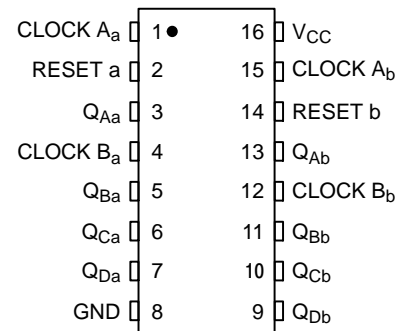 CLOCK Aa 1 16 VCC
RESET a 2 15 CLOCK Ab
QAa 3 14 RESET b
CLOCK Ba 4 13 QAb
QBa 5 12 CLOCK Bb
QCa 6 11 QBb
QDa 7 10 QCb
GND 8 9 QDb